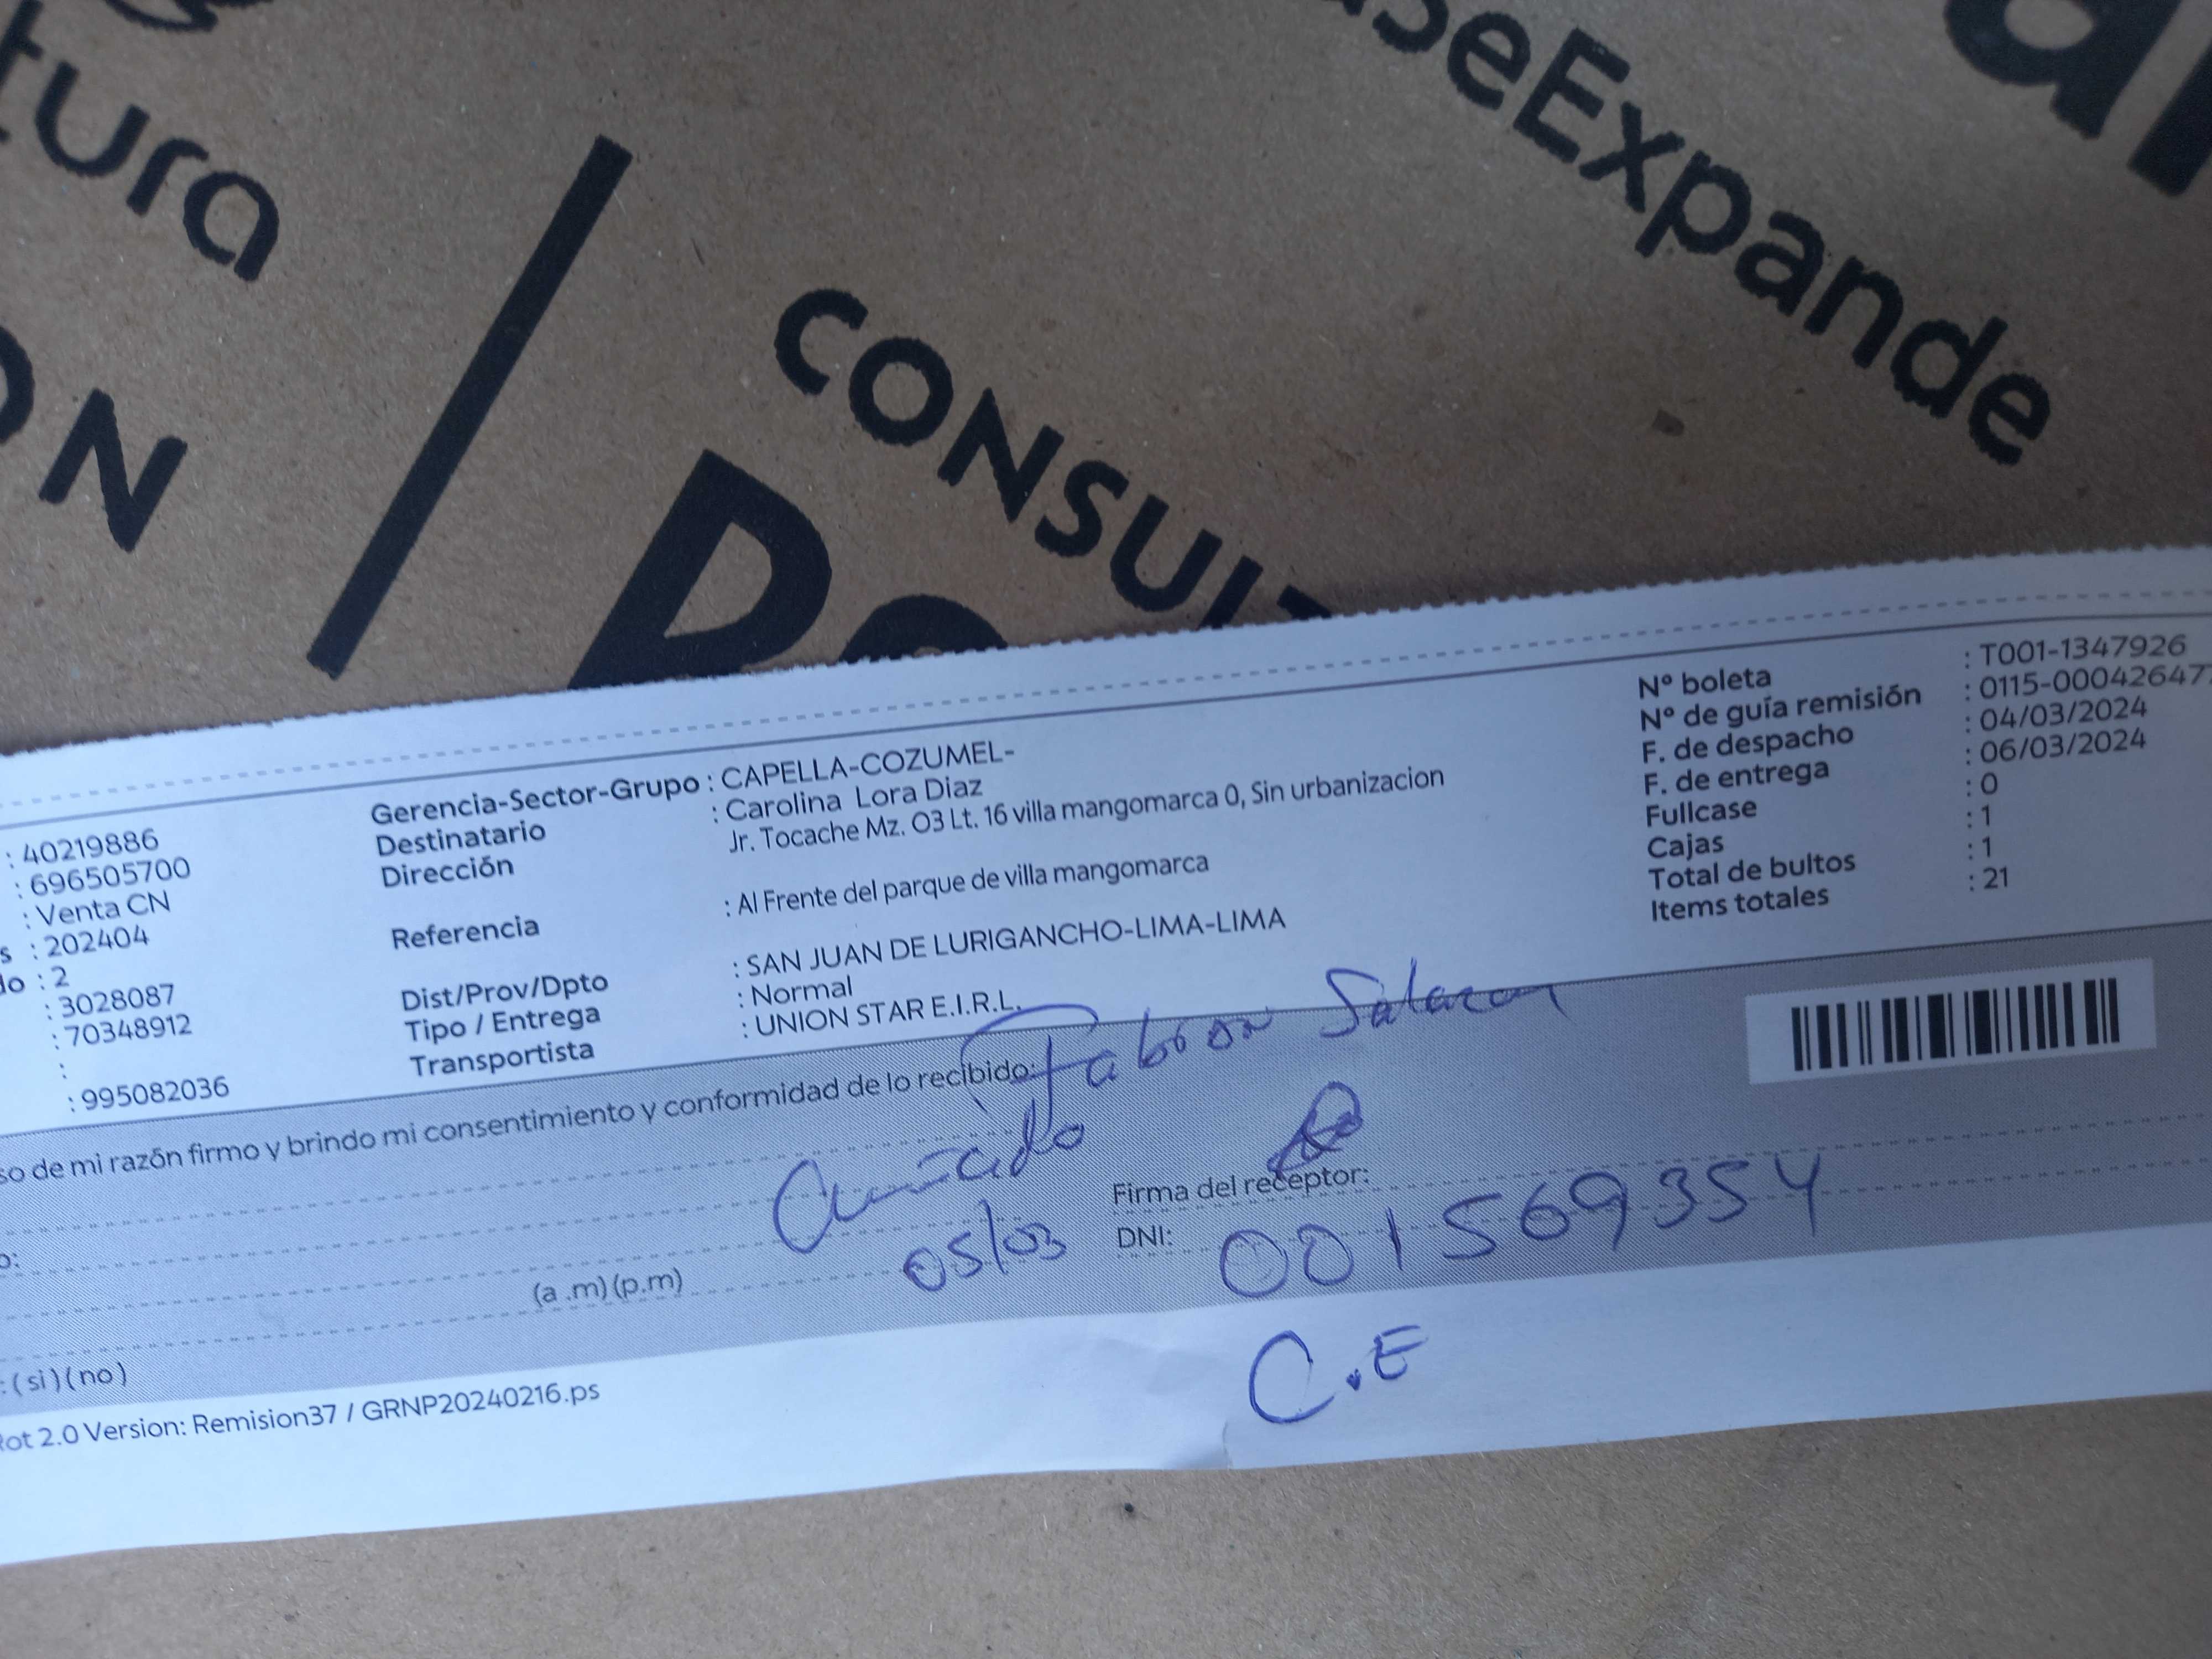 tura
ON
CONSULT
seExpande
: 40219886
: 696505700
: Venta CN
s : 202404
do : 2
: 3028087
: 70348912
:
: 995082036
Gerencia-Sector-Grupo : CAPELLA-COZUMEL-
Destinatario : Carolina Lora Diaz
Dirección Jr. Tocache Mz. O3 Lt. 16 villa mangomarca 0, Sin urbanizacion
Referencia : Al Frente del parque de villa mangomarca
Dist/Prov/Dpto : SAN JUAN DE LURIGANCHO-LIMA-LIMA
Tipo / Entrega : Normal
Transportista : UNION STAR E.I.R.L.
N° boleta : T001-1347926
N° de guía remisión : 0115-00042647
F. de despacho : 04/03/2024
F. de entrega : 06/03/2024
Fullcase : 0
Cajas : 1
Total de bultos : 1
Items totales : 21
so de mi razón firmo y brindo mi consentimiento y conformidad de lo recibido: Fabian Salazar
05/03
Firma del receptor:
DNI: 001569354
C.E
o:
(a .m) (p.m)
: ( si ) ( no )
Rot 2.0 Version: Remision37 / GRNP20240216.ps